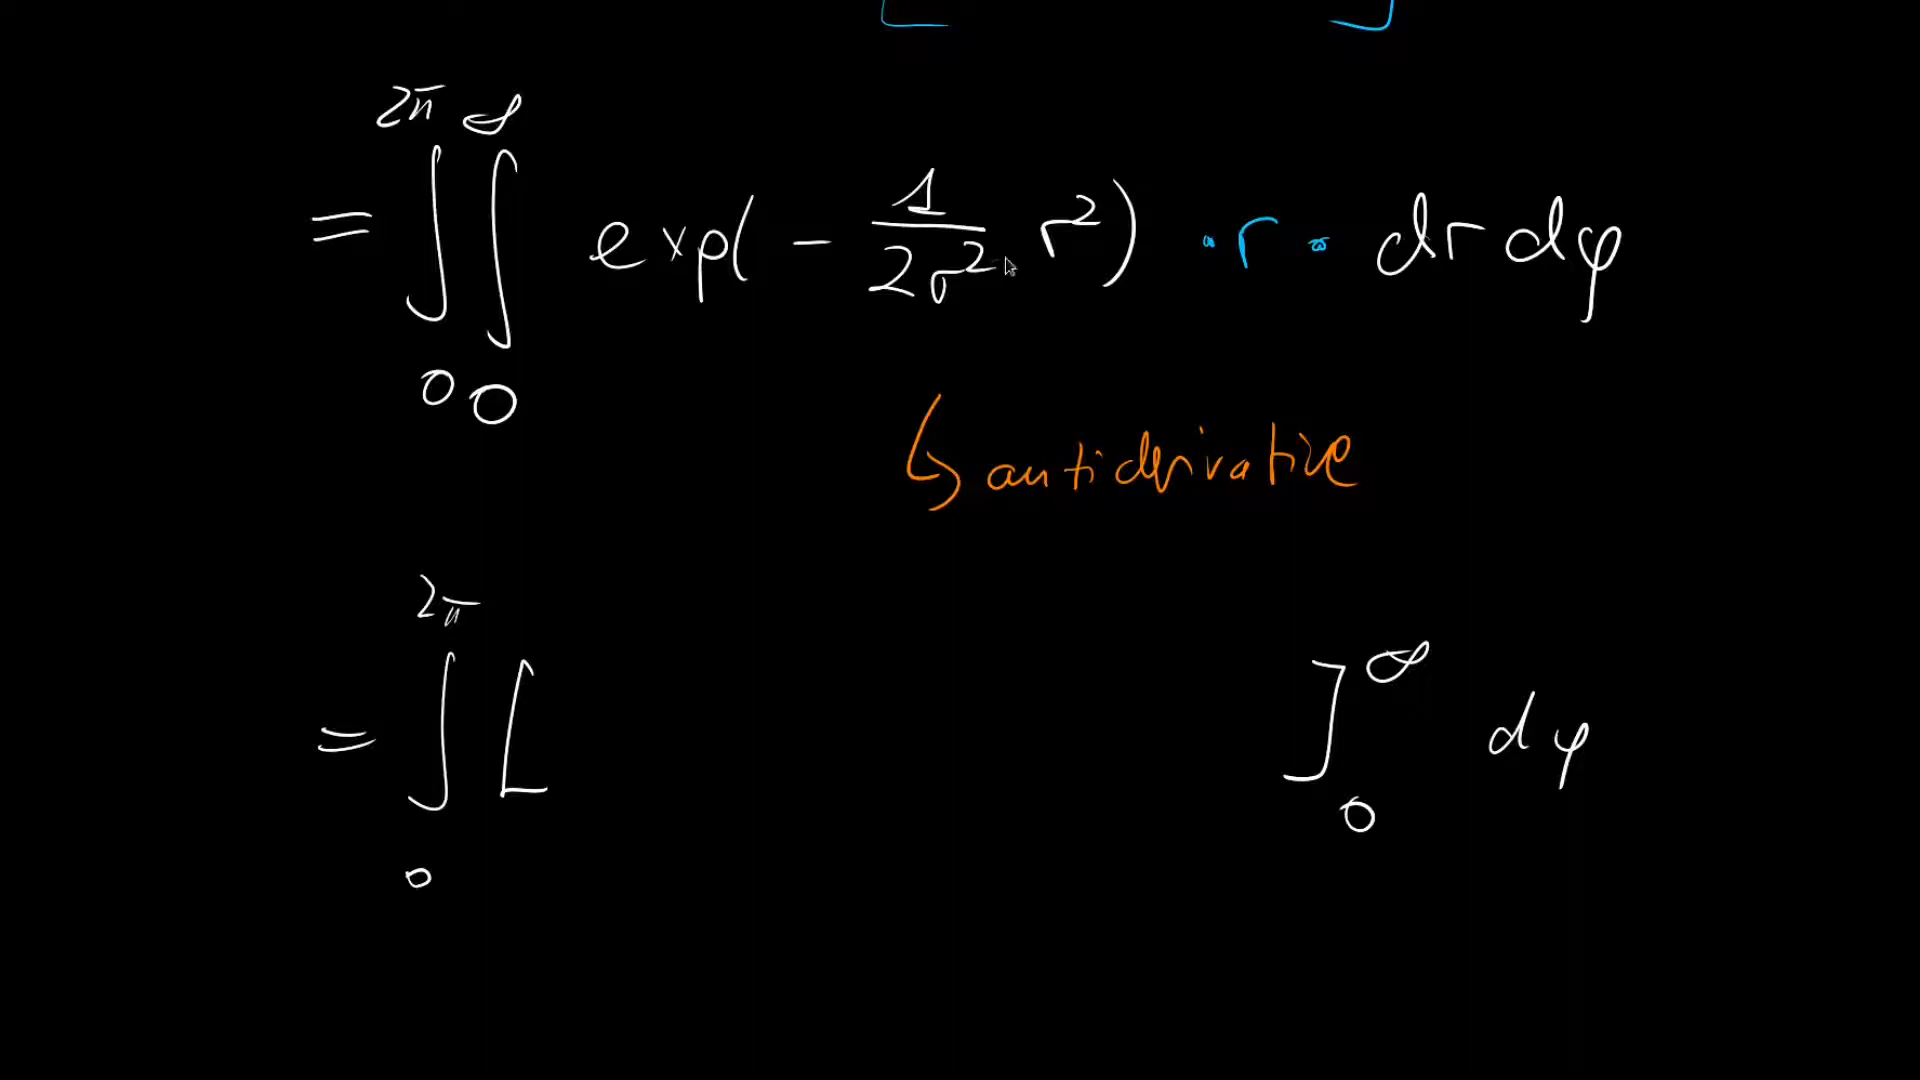 = ∫₀^2π ∫₀^∞ exp(- 1/2σ² · r²) · r · dr dφ
↳ antiderivative
= ∫₀^2π [ ]₀^∞ dφ